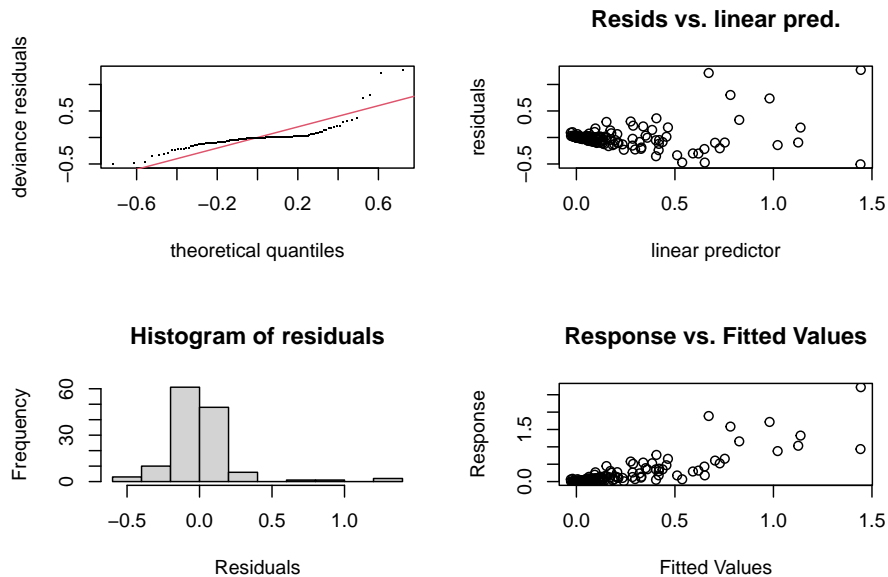 deviance residuals
−0.5 0.5
−0.6 −0.2 0.2 0.6
theoretical quantiles
Resids vs. linear pred.
residuals
−0.5 0.5
0.0 0.5 1.0 1.5
linear predictor
Histogram of residuals
Frequency
0 30 60
−0.5 0.0 0.5 1.0
Residuals
Response vs. Fitted Values
Response
0.0 1.5
0.0 0.5 1.0 1.5
Fitted Values